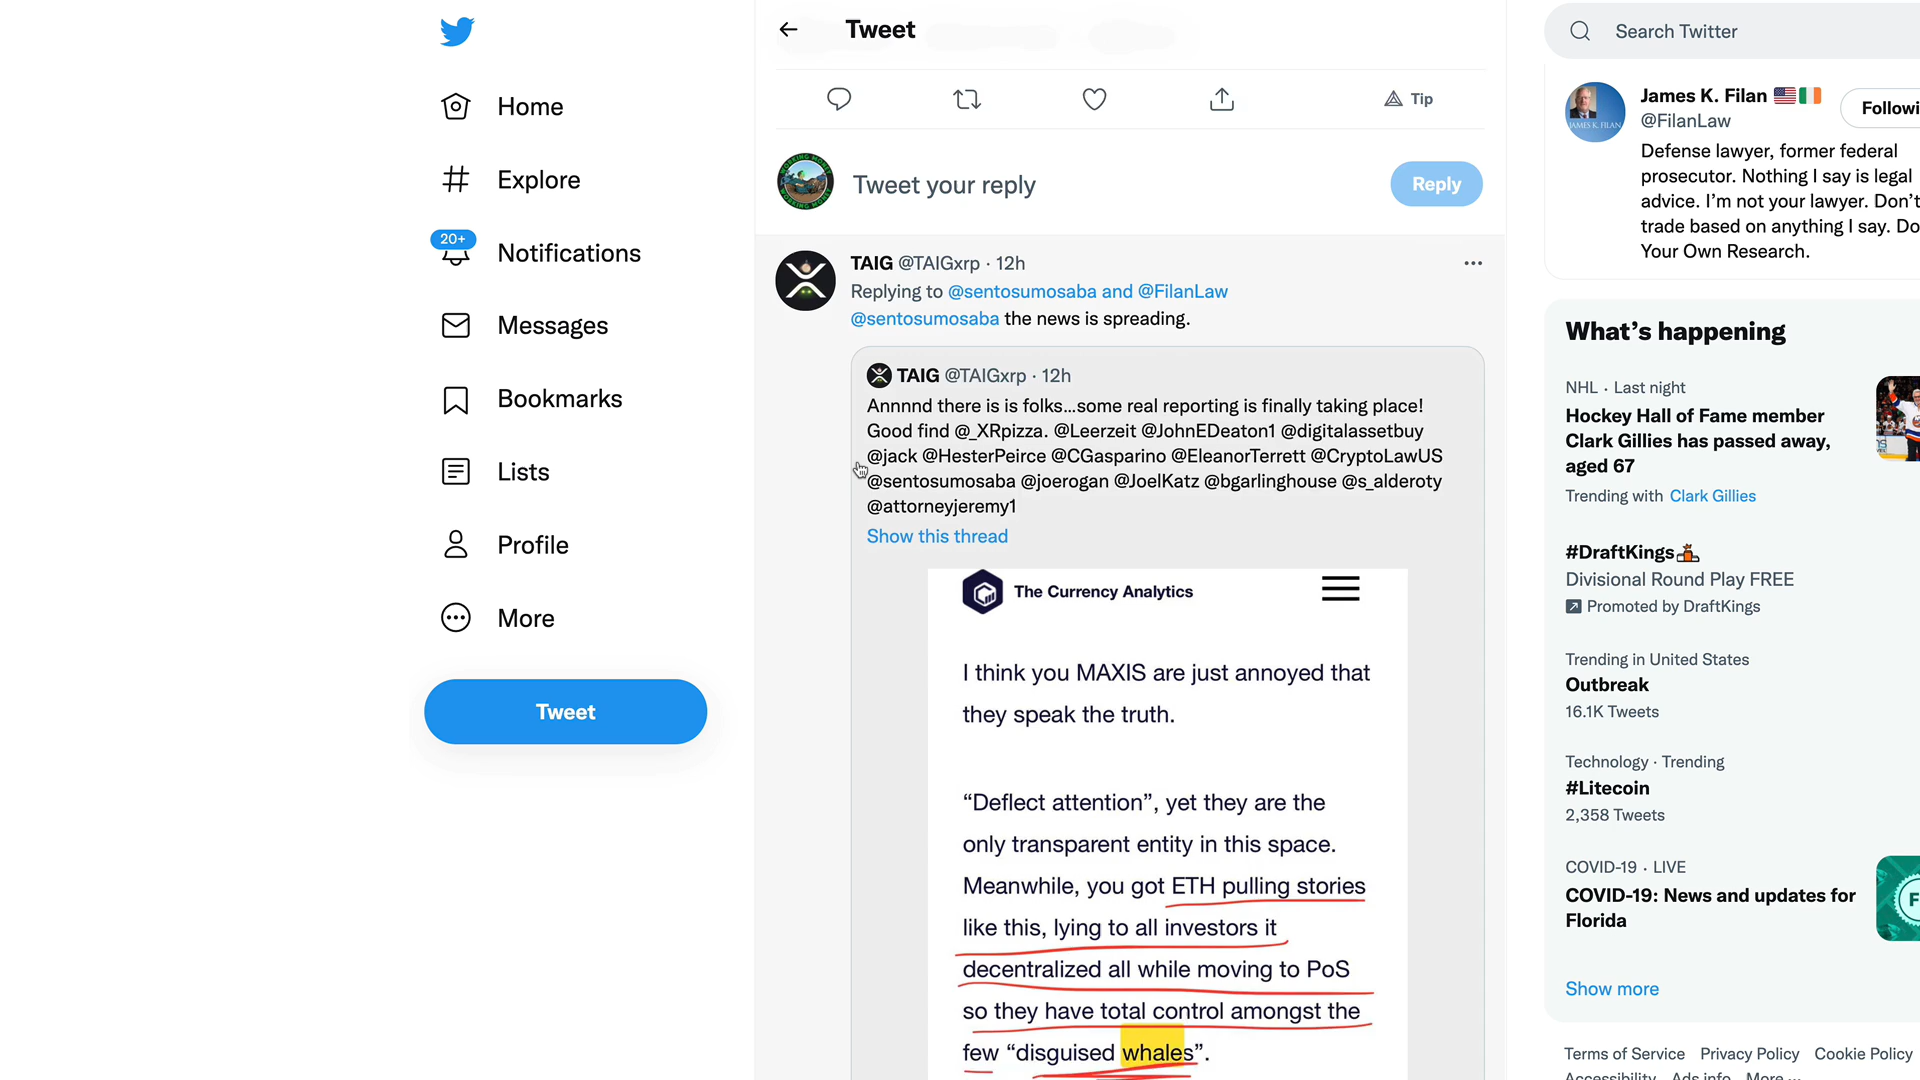 Home
Explore
20+
Notifications
Messages
Bookmarks
Lists
Profile
More
Tweet
Tweet
Tip
Tweet your reply
Reply
TAIG @TAIGxrp · 12h
Replying to @sentosumosaba and @FilanLaw
@sentosumosaba the news is spreading.
TAIG @TAIGxrp · 12h
Annnnd there is is folks...some real reporting is finally taking place!
Good find @_XRpizza. @Leerzeit @JohnEDeaton1 @digitalassetbuy
@jack @HesterPeirce @CGasparino @EleanorTerrett @CryptoLawUS
@sentosumosaba @joerogan @JoelKatz @bgarlinghouse @s_alderoty
@attorneyjeremy1
Show this thread
The Currency Analytics
I think you MAXIS are just annoyed that
they speak the truth.
“Deflect attention”, yet they are the
only transparent entity in this space.
Meanwhile, you got ETH pulling stories
like this, lying to all investors it
decentralized all while moving to PoS
so they have total control amongst the
few “disguised whales”.
Search Twitter
James K. Filan
@FilanLaw
Followi
JAMES K. FILAN
Defense lawyer, former federal
prosecutor. Nothing I say is legal
advice. I’m not your lawyer. Don’t
trade based on anything I say. Do
Your Own Research.
What’s happening
NHL · Last night
Hockey Hall of Fame member
Clark Gillies has passed away,
aged 67
Trending with Clark Gillies
#DraftKings
Divisional Round Play FREE
Promoted by DraftKings
Trending in United States
Outbreak
16.1K Tweets
Technology · Trending
#Litecoin
2,358 Tweets
COVID-19 · LIVE
COVID-19: News and updates for
Florida
F
Show more
Terms of Service Privacy Policy Cookie Policy
Accessibility Ads info More ...